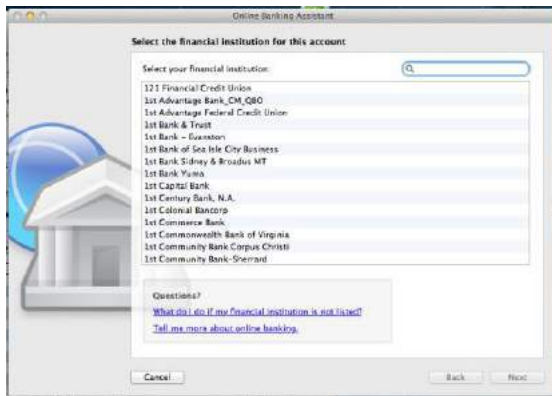 Online Banking Assistant
Select the financial institution for this account
Select your financial institution:
121 Financial Credit Union
1st Advantage Bank_CM_QBO
1st Advantage Federal Credit Union
1st Bank & Trust
1st Bank - Evanston
1st Bank of Sea Isle City Business
1st Bank Sidney & Broadus MT
1st Bank Yuma
1st Capital Bank
1st Century Bank, N.A.
1st Colonial Bancorp
1st Commerce Bank
1st Commonwealth Bank of Virginia
1st Community Bank Corpus Christi
1st Community Bank-Sherrard
Questions?
What do I do if my financial institution is not listed?
Tell me more about online banking.
Cancel
Back
Next